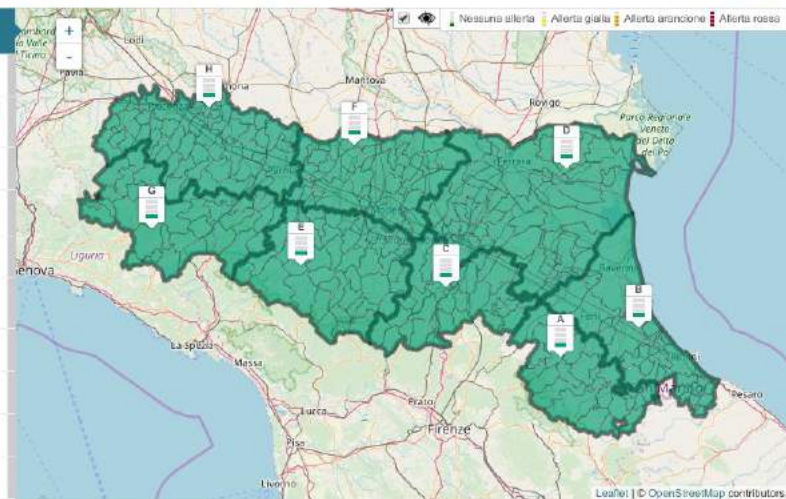 Nessuna allerta Allerta gialla Allerta arancione Allerta rossa
+
-
Lodi
Pavia
H
Mantova
Rovigo
F
D
Parco Regionale
Veneto
del Delta
del Po
Ferrara
Parma
G
E
C
Liguria
Ravenna
B
A
La Spezia
Massa
Pesaro
Lucca
Prato
Firenze
Pisa
Livorno
Leaflet | © OpenStreetMap contributors